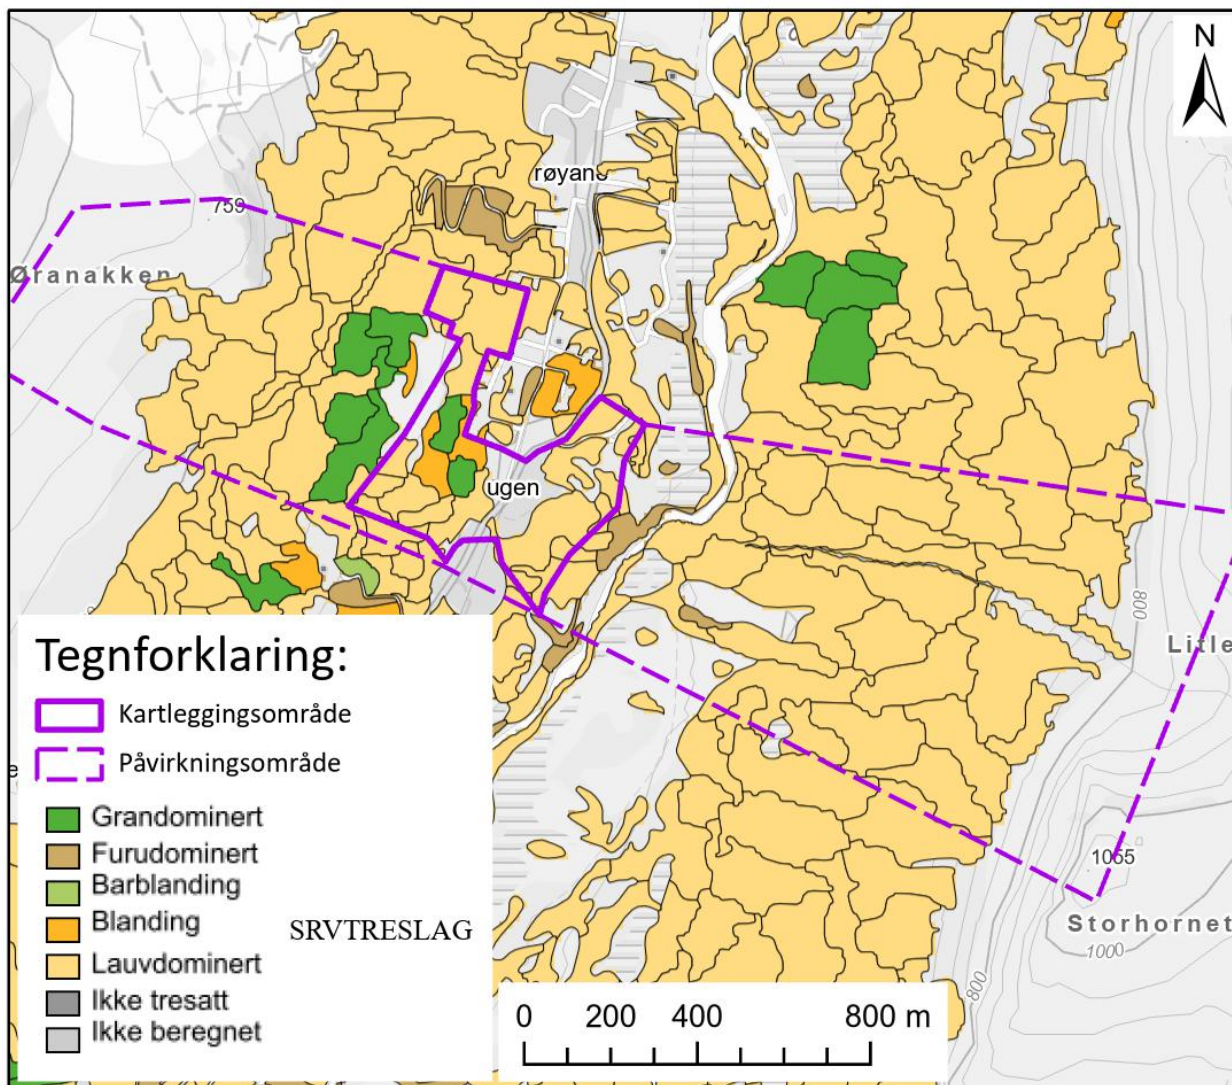 N
røyane
759
Øranakken
ugen
800
Litle
Tegnforklaring:
Kartleggingsområde
Påvirkningsområde
e
Grandominert
Furudominert
Barblanding
Blanding
SRVTRESLAG
Lauvdominert
Ikke tresatt
Ikke beregnet
0 200 400 800 m
1055
Storhornet
1000
800